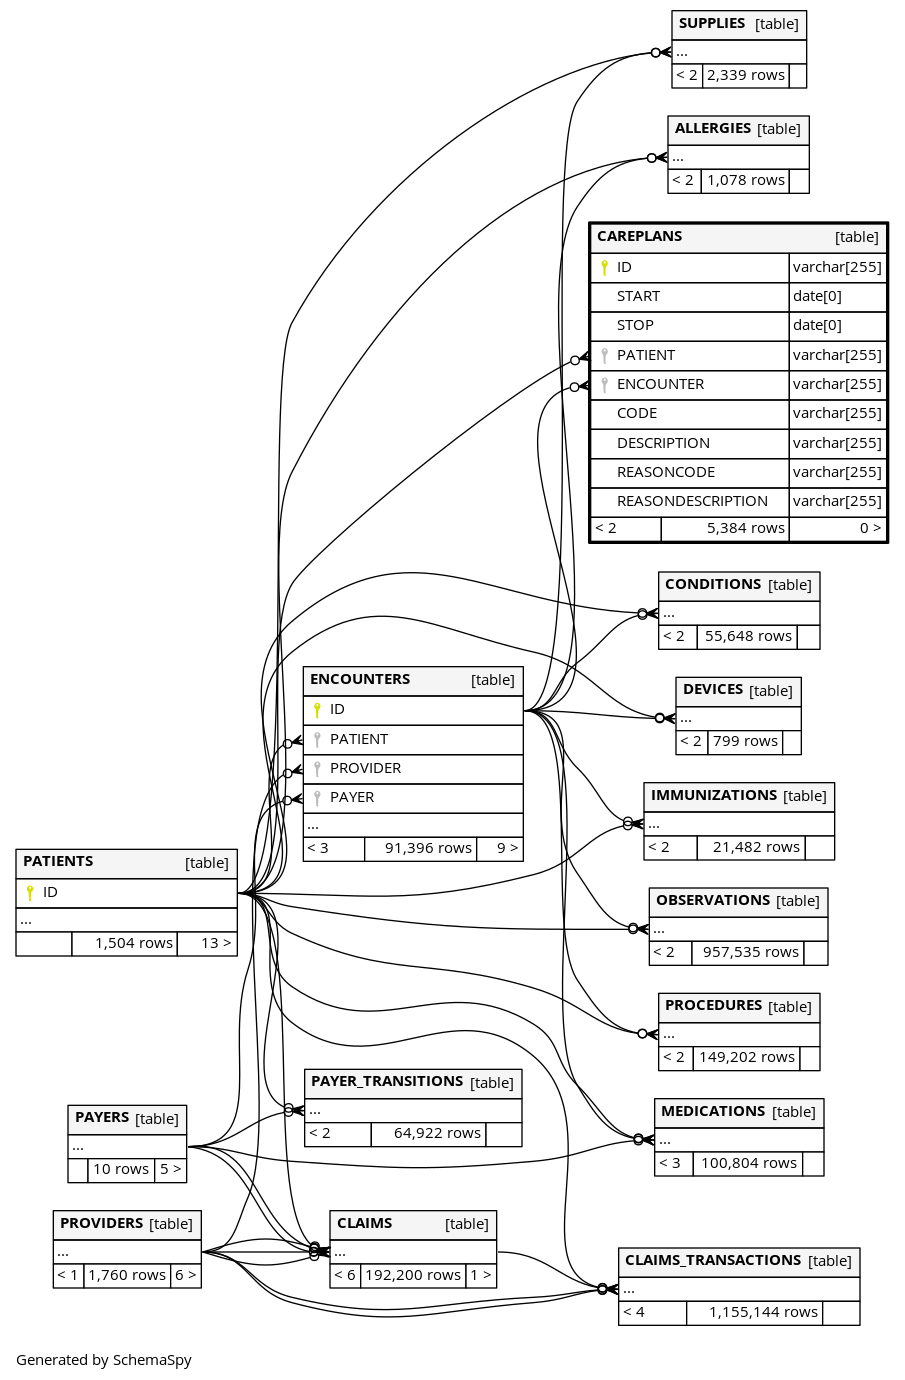 SUPPLIES [table]
...
< 2 2,339 rows
ALLERGIES [table]
...
< 2 1,078 rows
CAREPLANS [table]
ID varchar[255]
START date[0]
STOP date[0]
PATIENT varchar[255]
ENCOUNTER varchar[255]
CODE varchar[255]
DESCRIPTION varchar[255]
REASONCODE varchar[255]
REASONDESCRIPTION varchar[255]
< 2 5,384 rows 0 >
CONDITIONS [table]
...
< 2 55,648 rows
ENCOUNTERS [table]
ID
PATIENT
PROVIDER
PAYER
...
< 3 91,396 rows 9 >
DEVICES [table]
...
< 2 799 rows
IMMUNIZATIONS [table]
...
< 2 21,482 rows
PATIENTS [table]
ID
...
1,504 rows 13 >
OBSERVATIONS [table]
...
< 2 957,535 rows
PROCEDURES [table]
...
< 2 149,202 rows
PAYER_TRANSITIONS [table]
...
< 2 64,922 rows
MEDICATIONS [table]
...
< 3 100,804 rows
PAYERS [table]
...
10 rows 5 >
PROVIDERS [table]
...
< 1 1,760 rows 6 >
CLAIMS [table]
...
< 6 192,200 rows 1 >
CLAIMS_TRANSACTIONS [table]
...
< 4 1,155,144 rows
Generated by SchemaSpy